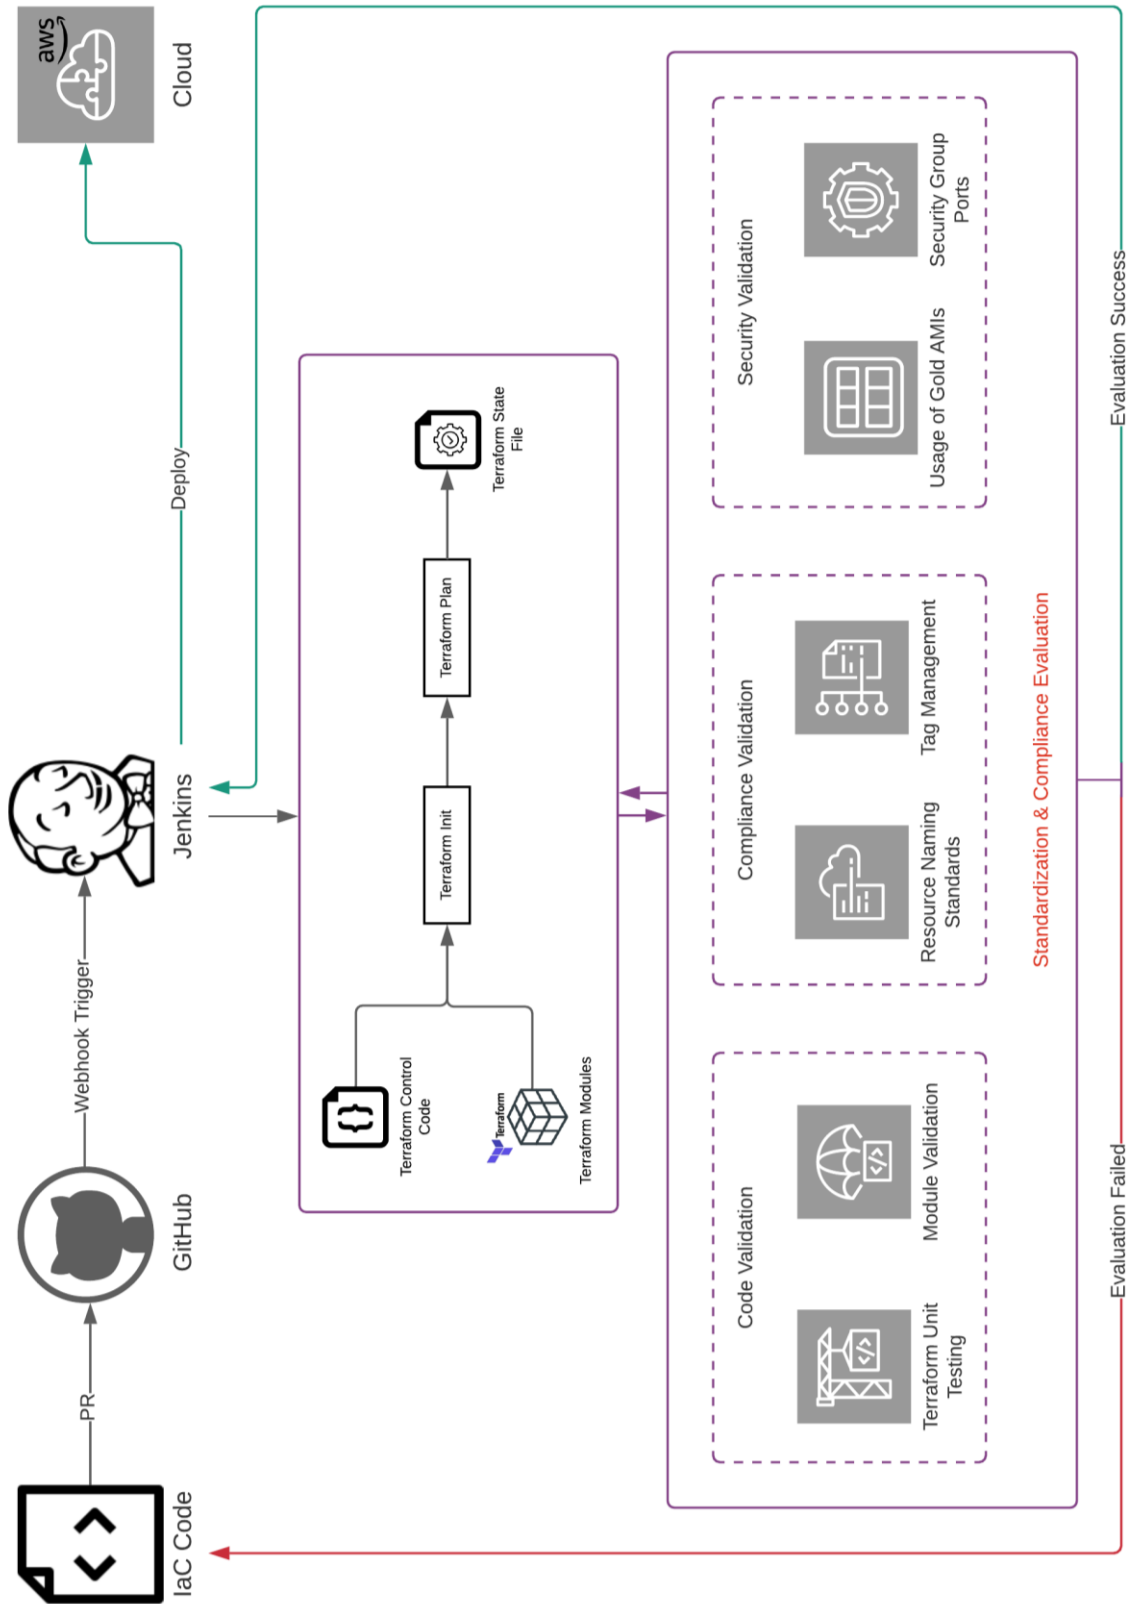 IaC Code
PR
GitHub
Webhook Trigger
Jenkins
Deploy
aws
Cloud
Terraform Control
Code
Terraform
Terraform Modules
Terraform Init
Terraform Plan
Terraform State
File
Code Validation
Terraform Unit
Testing
Module Validation
Compliance Validation
Resource Naming
Standards
Tag Management
Security Validation
Usage of Gold AMIs
Security Group
Ports
Standardization & Compliance Evaluation
Evaluation Failed
Evaluation Success